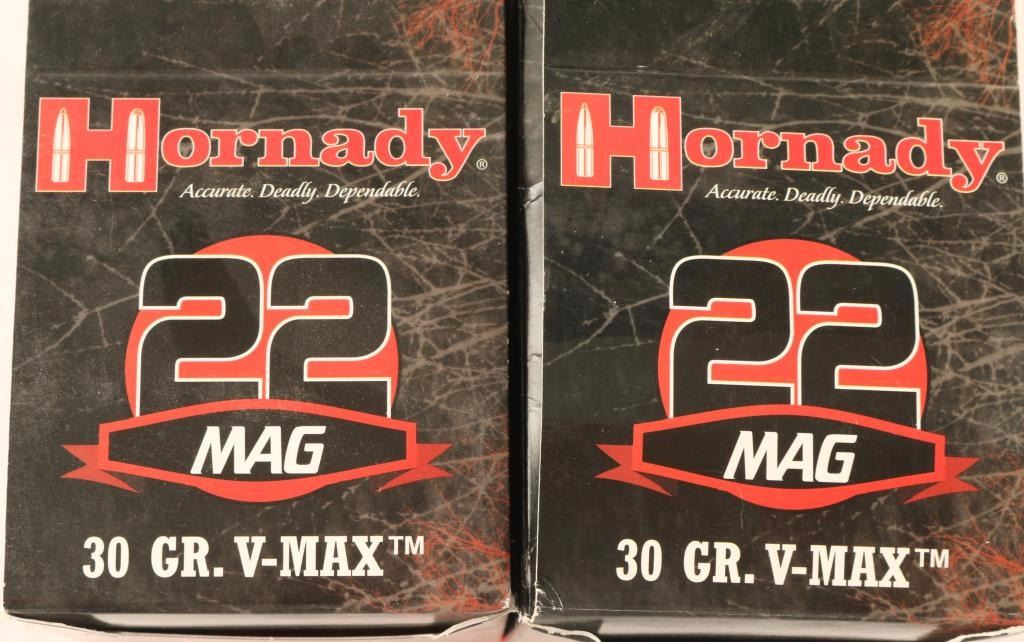 Hornady®
Accurate. Deadly. Dependable.
22
MAG
30 GR. V-MAX™
Hornady®
Accurate. Deadly. Dependable.
22
MAG
30 GR. V-MAX™